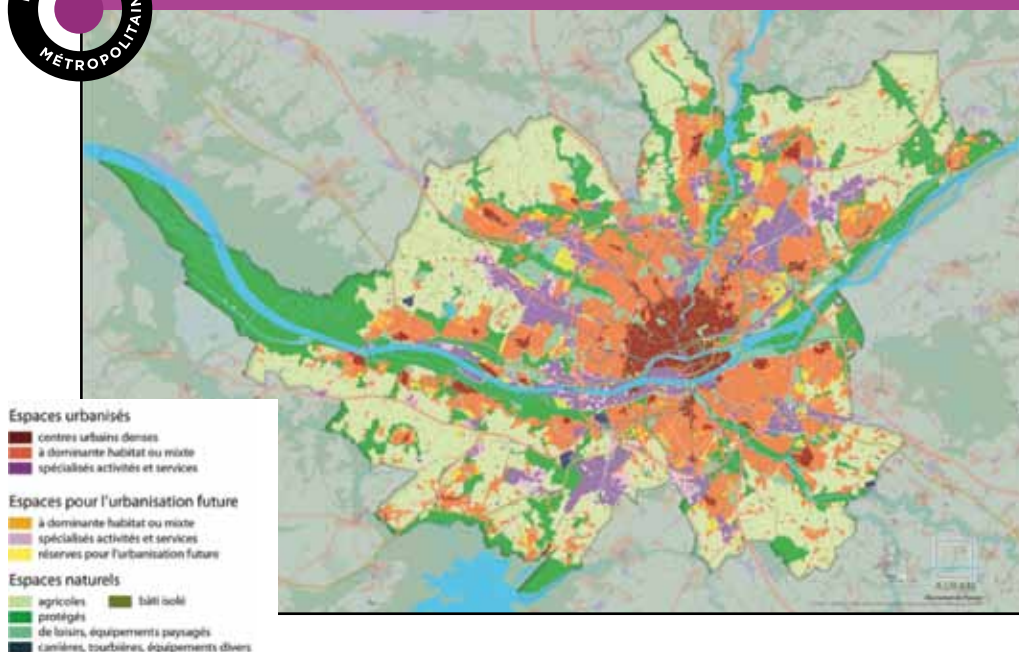 MÉTROPOLITAIN
Espaces urbanisés
centres urbains denses
à dominante habitat ou mixte
spécialisés activités et services
Espaces pour l'urbanisation future
à dominante habitat ou mixte
spécialisés activités et services
réserves pour l'urbanisation future
Espaces naturels
agricoles bâti isolé
protégés
de loisirs, équipements paysagés
carrières, tourbières, équipements divers